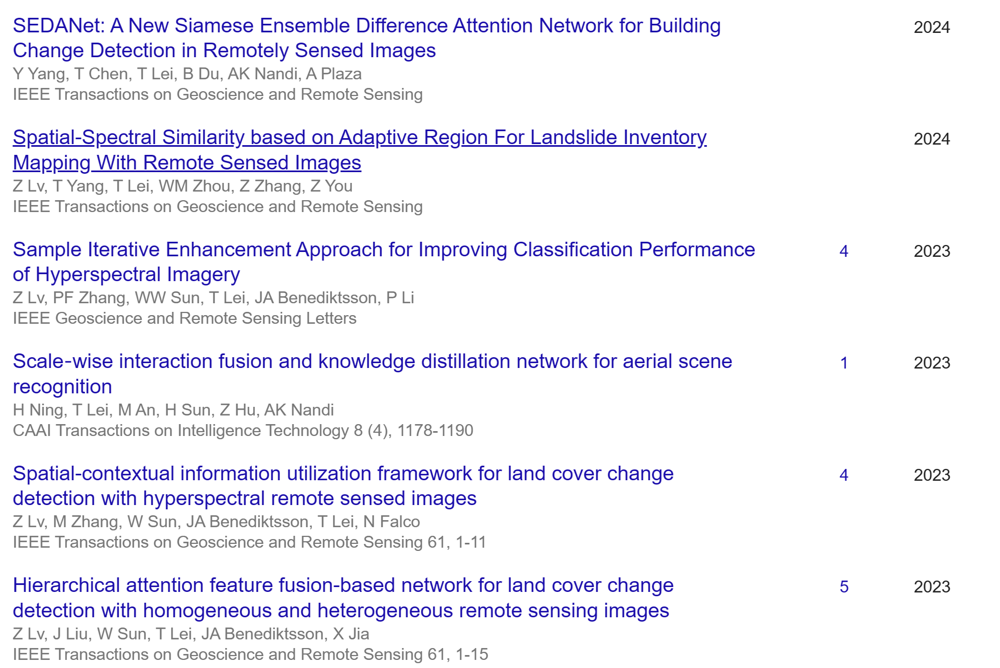 SEDANet: A New Siamese Ensemble Difference Attention Network for Building 2024
Change Detection in Remotely Sensed Images
Y Yang, T Chen, T Lei, B Du, AK Nandi, A Plaza
IEEE Transactions on Geoscience and Remote Sensing
Spatial-Spectral Similarity based on Adaptive Region For Landslide Inventory 2024
Mapping With Remote Sensed Images
Z Lv, T Yang, T Lei, WM Zhou, Z Zhang, Z You
IEEE Transactions on Geoscience and Remote Sensing
Sample Iterative Enhancement Approach for Improving Classification Performance 4 2023
of Hyperspectral Imagery
Z Lv, PF Zhang, WW Sun, T Lei, JA Benediktsson, P Li
IEEE Geoscience and Remote Sensing Letters
Scale-wise interaction fusion and knowledge distillation network for aerial scene 1 2023
recognition
H Ning, T Lei, M An, H Sun, Z Hu, AK Nandi
CAAI Transactions on Intelligence Technology 8 (4), 1178-1190
Spatial-contextual information utilization framework for land cover change 4 2023
detection with hyperspectral remote sensed images
Z Lv, M Zhang, W Sun, JA Benediktsson, T Lei, N Falco
IEEE Transactions on Geoscience and Remote Sensing 61, 1-11
Hierarchical attention feature fusion-based network for land cover change 5 2023
detection with homogeneous and heterogeneous remote sensing images
Z Lv, J Liu, W Sun, T Lei, JA Benediktsson, X Jia
IEEE Transactions on Geoscience and Remote Sensing 61, 1-15